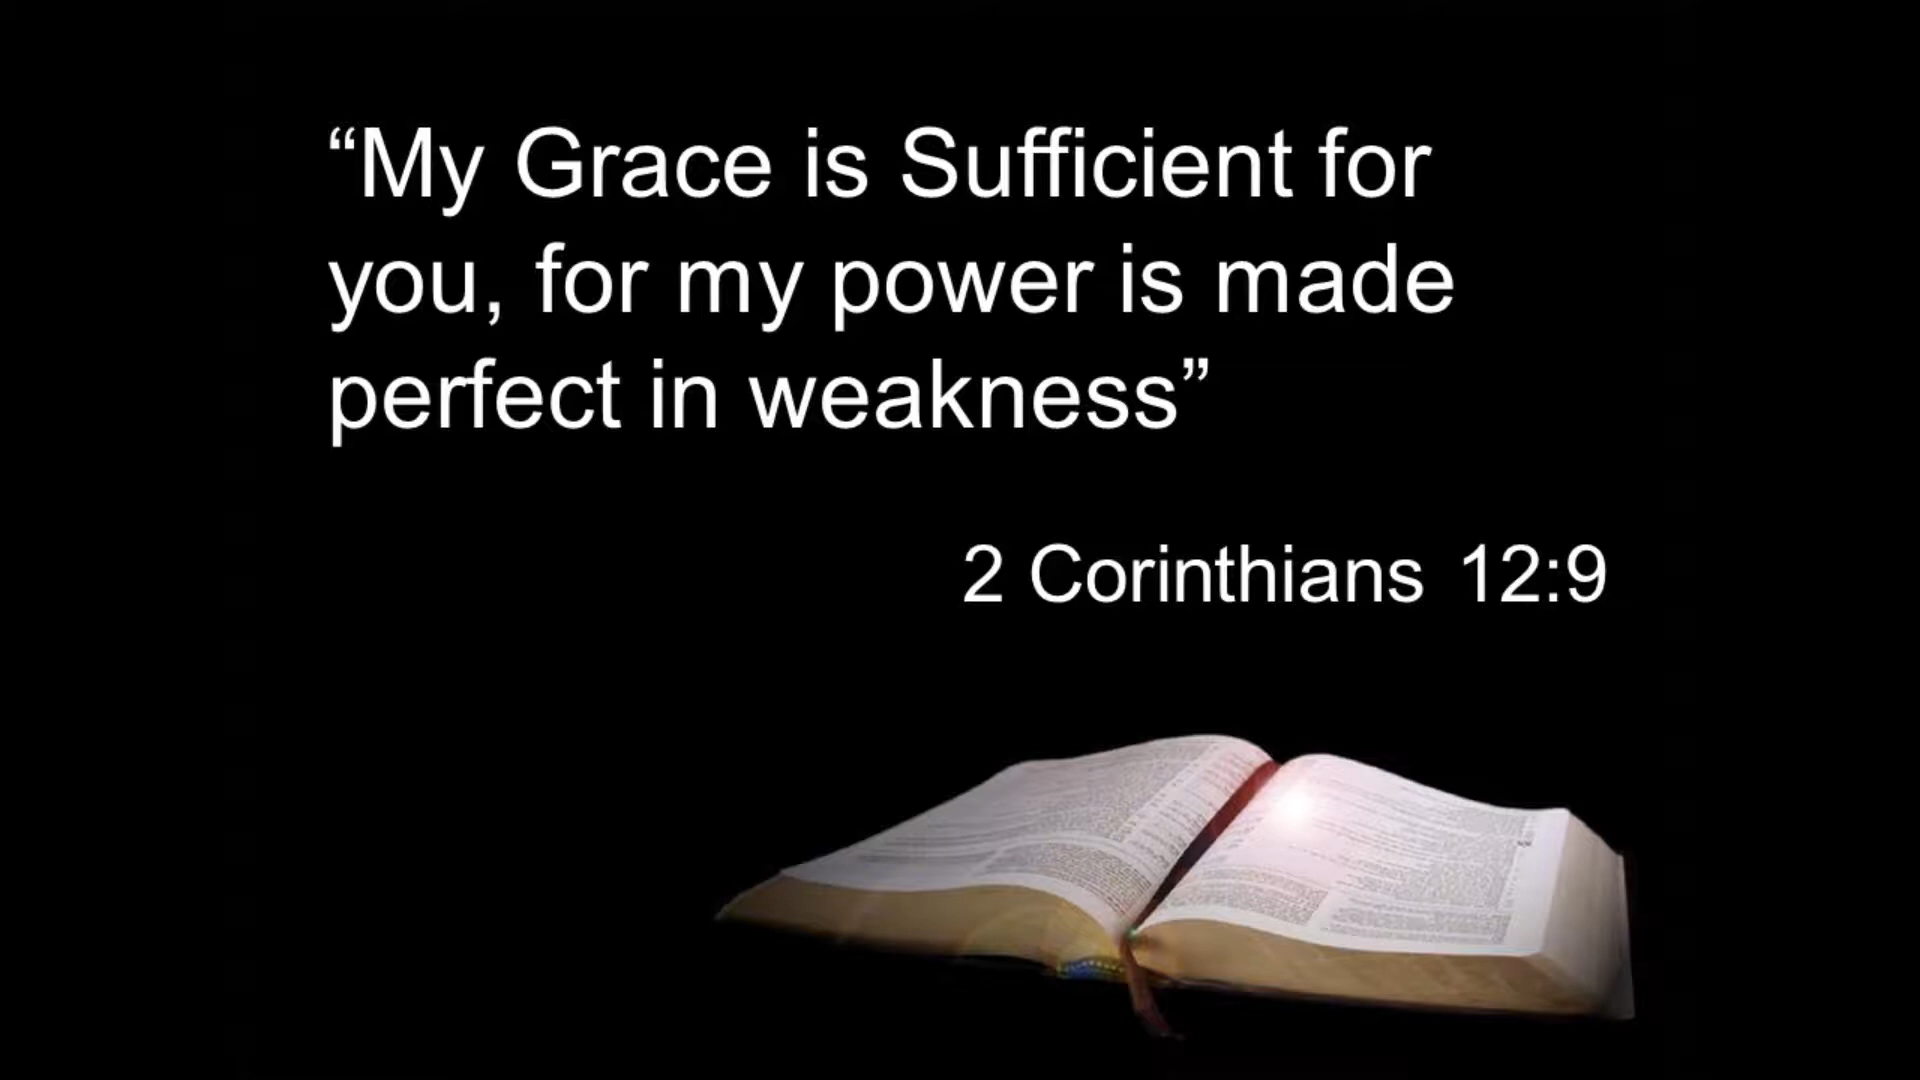 “My Grace is Sufficient for
you, for my power is made
perfect in weakness”
2 Corinthians 12:9